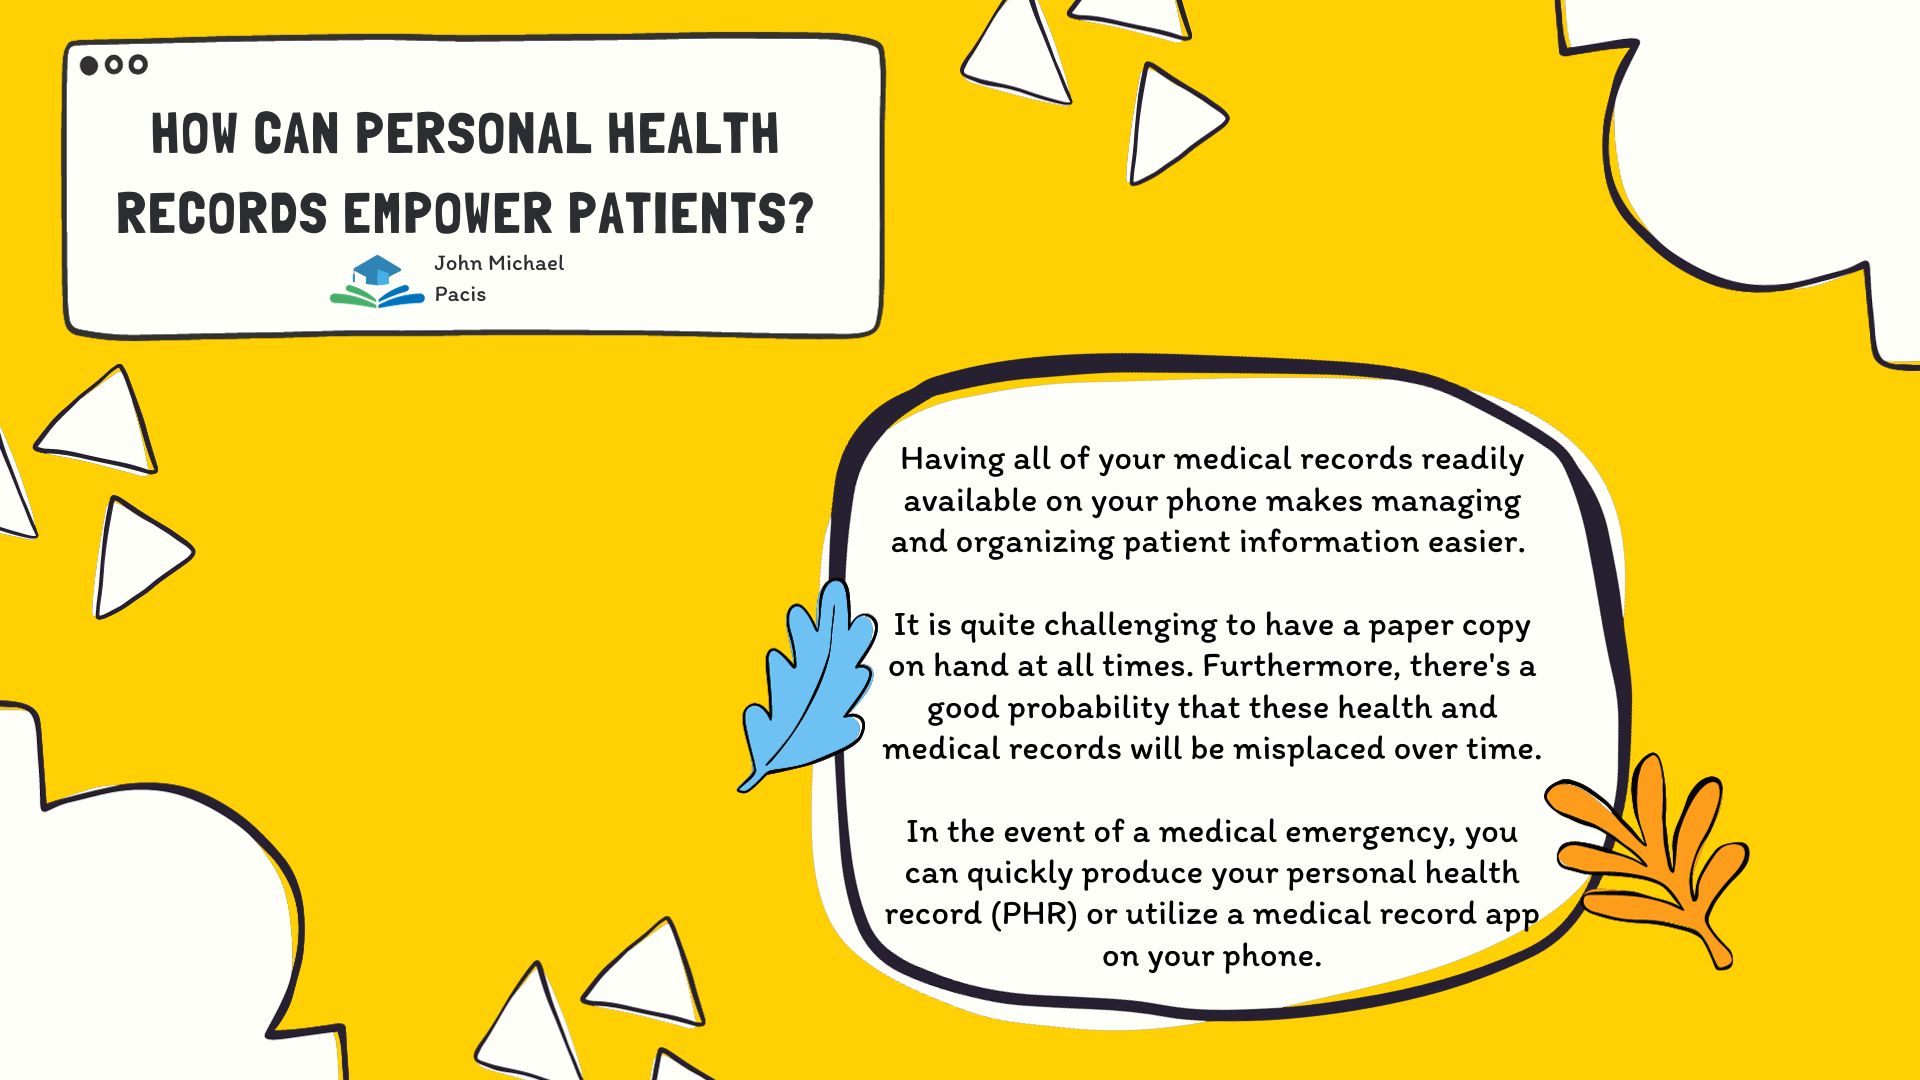 HOW CAN PERSONAL HEALTH
RECORDS EMPOWER PATIENTS?
John Michael
Pacis
Having all of your medical records readily
available on your phone makes managing
and organizing patient information easier.
It is quite challenging to have a paper copy
on hand at all times. Furthermore, there's a
good probability that these health and
medical records will be misplaced over time.
In the event of a medical emergency, you
can quickly produce your personal health
record (PHR) or utilize a medical record app
on your phone.